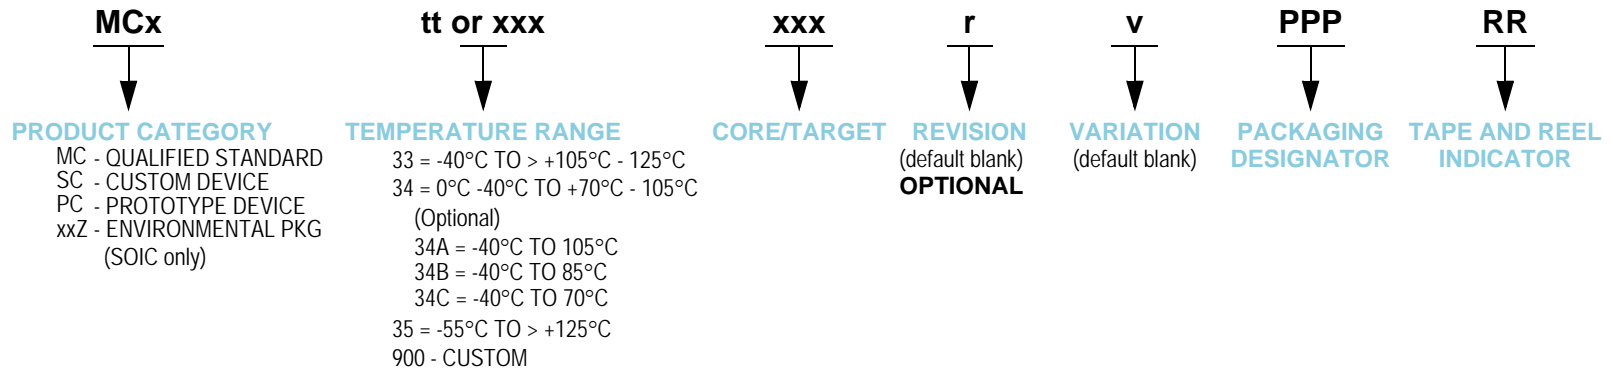 MCx tt or xxx xxx r v PPP RR
PRODUCT CATEGORY
MC - QUALIFIED STANDARD
SC - CUSTOM DEVICE
PC - PROTOTYPE DEVICE
xxZ - ENVIRONMENTAL PKG
(SOIC only)
TEMPERATURE RANGE
33 = -40°C TO > +105°C - 125°C
34 = 0°C -40°C TO +70°C - 105°C
(Optional)
34A = -40°C TO 105°C
34B = -40°C TO 85°C
34C = -40°C TO 70°C
35 = -55°C TO > +125°C
900 - CUSTOM
CORE/TARGET
REVISION
(default blank)
OPTIONAL
VARIATION
(default blank)
PACKAGING
DESIGNATOR
TAPE AND REEL
INDICATOR